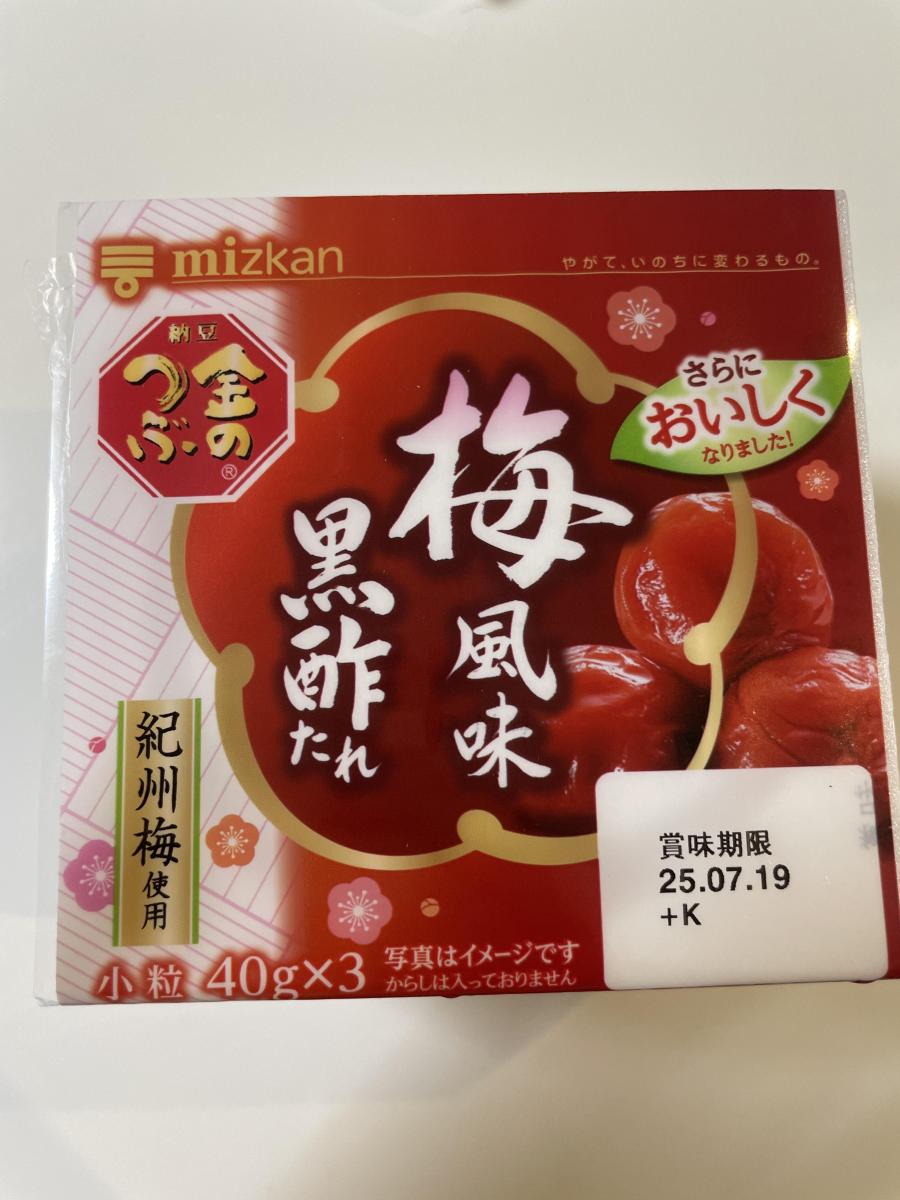 mizkan
やがて、いのちに変わるもの。
納豆
金の
つぶ®
さらに
おいしく
なりました!
梅風味
黒酢たれ
紀州梅使用
賞味期限
25.07.19
+K
小粒 40g×3
写真はイメージです
からしは入っておりません